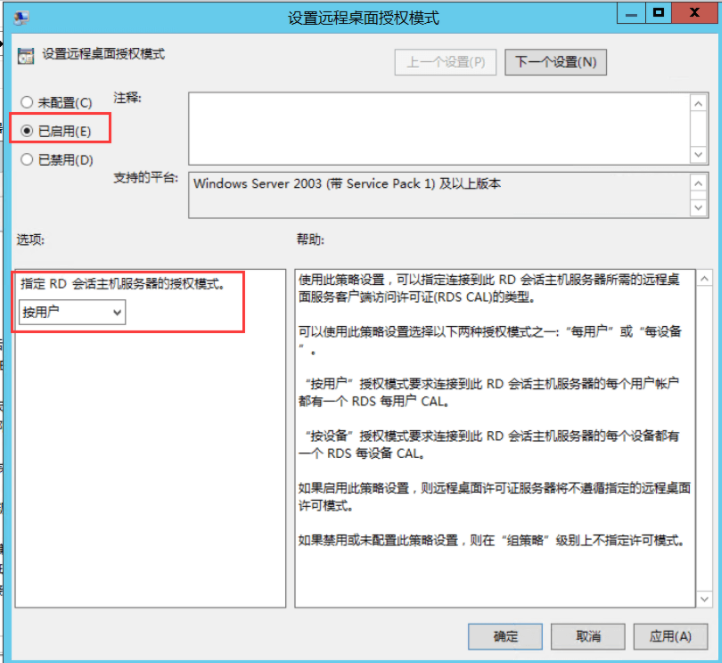 设置远程桌面授权模式
设置远程桌面授权模式
上一个设置(P)
下一个设置(N)
未配置(C)
注释:
已启用(E)
已禁用(D)
支持的平台:
Windows Server 2003 (带 Service Pack 1) 及以上版本
选项:
帮助:
指定 RD 会话主机服务器的授权模式。
按用户
使用此策略设置，可以指定连接到此 RD 会话主机服务器所需的远程桌
面服务客户端访问许可证(RDS CAL)的类型。
可以使用此策略设置选择以下两种授权模式之一:“每用户”或“每设备
”。
“按用户”授权模式要求连接到此 RD 会话主机服务器的每个用户帐户
都有一个 RDS 每用户 CAL。
“按设备”授权模式要求连接到此 RD 会话主机服务器的每个设备都有
一个 RDS 每设备 CAL。
如果启用此策略设置，则远程桌面许可证服务器将不遵循指定的远程桌面
许可模式。
如果禁用或未配置此策略设置，则在“组策略”级别上不指定许可模式。
确定
取消
应用(A)